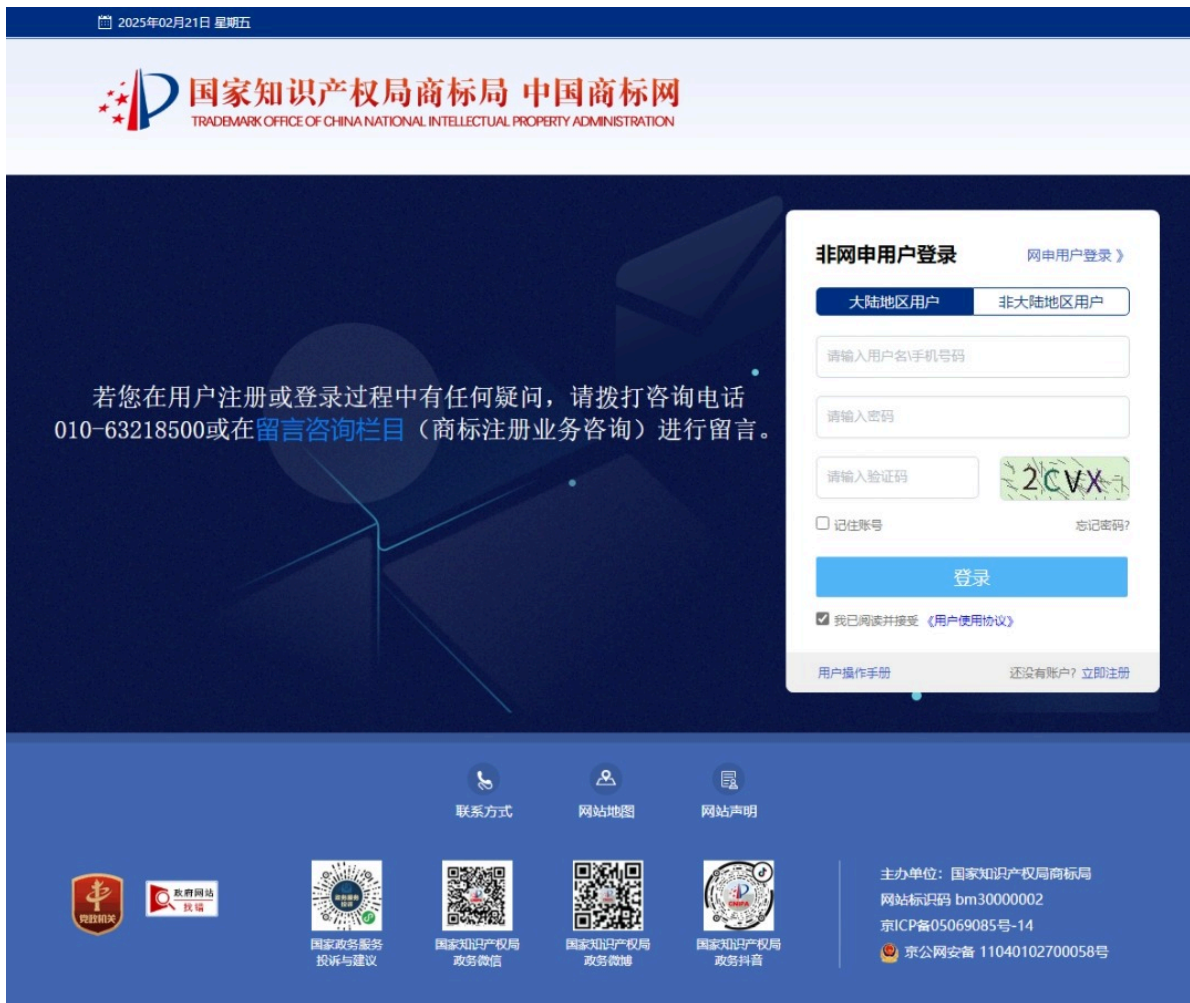 2025年02月21日 星期五
国家知识产权局商标局 中国商标网
TRADEMARK OFFICE OF CHINA NATIONAL INTELLECTUAL PROPERTY ADMINISTRATION
若您在用户注册或登录过程中有任何疑问，请拨打咨询电话
010-63218500或在留言咨询栏目（商标注册业务咨询）进行留言。
非网申用户登录 网申用户登录 》
大陆地区用户 非大陆地区用户
请输入用户名\手机号码
请输入密码
请输入验证码 2CVX
记住账号 忘记密码?
登录
我已阅读并接受 《用户使用协议》
用户操作手册 还没有账户? 立即注册
联系方式 网站地图 网站声明
党政机关
政府网站
找错
政务服务
投诉
CNIPA
国家政务服务
投诉与建议
国家知识产权局
政务微信
国家知识产权局
政务微博
国家知识产权局
政务抖音
主办单位：国家知识产权局商标局
网站标识码 bm30000002
京ICP备05069085号-14
京公网安备 11040102700058号